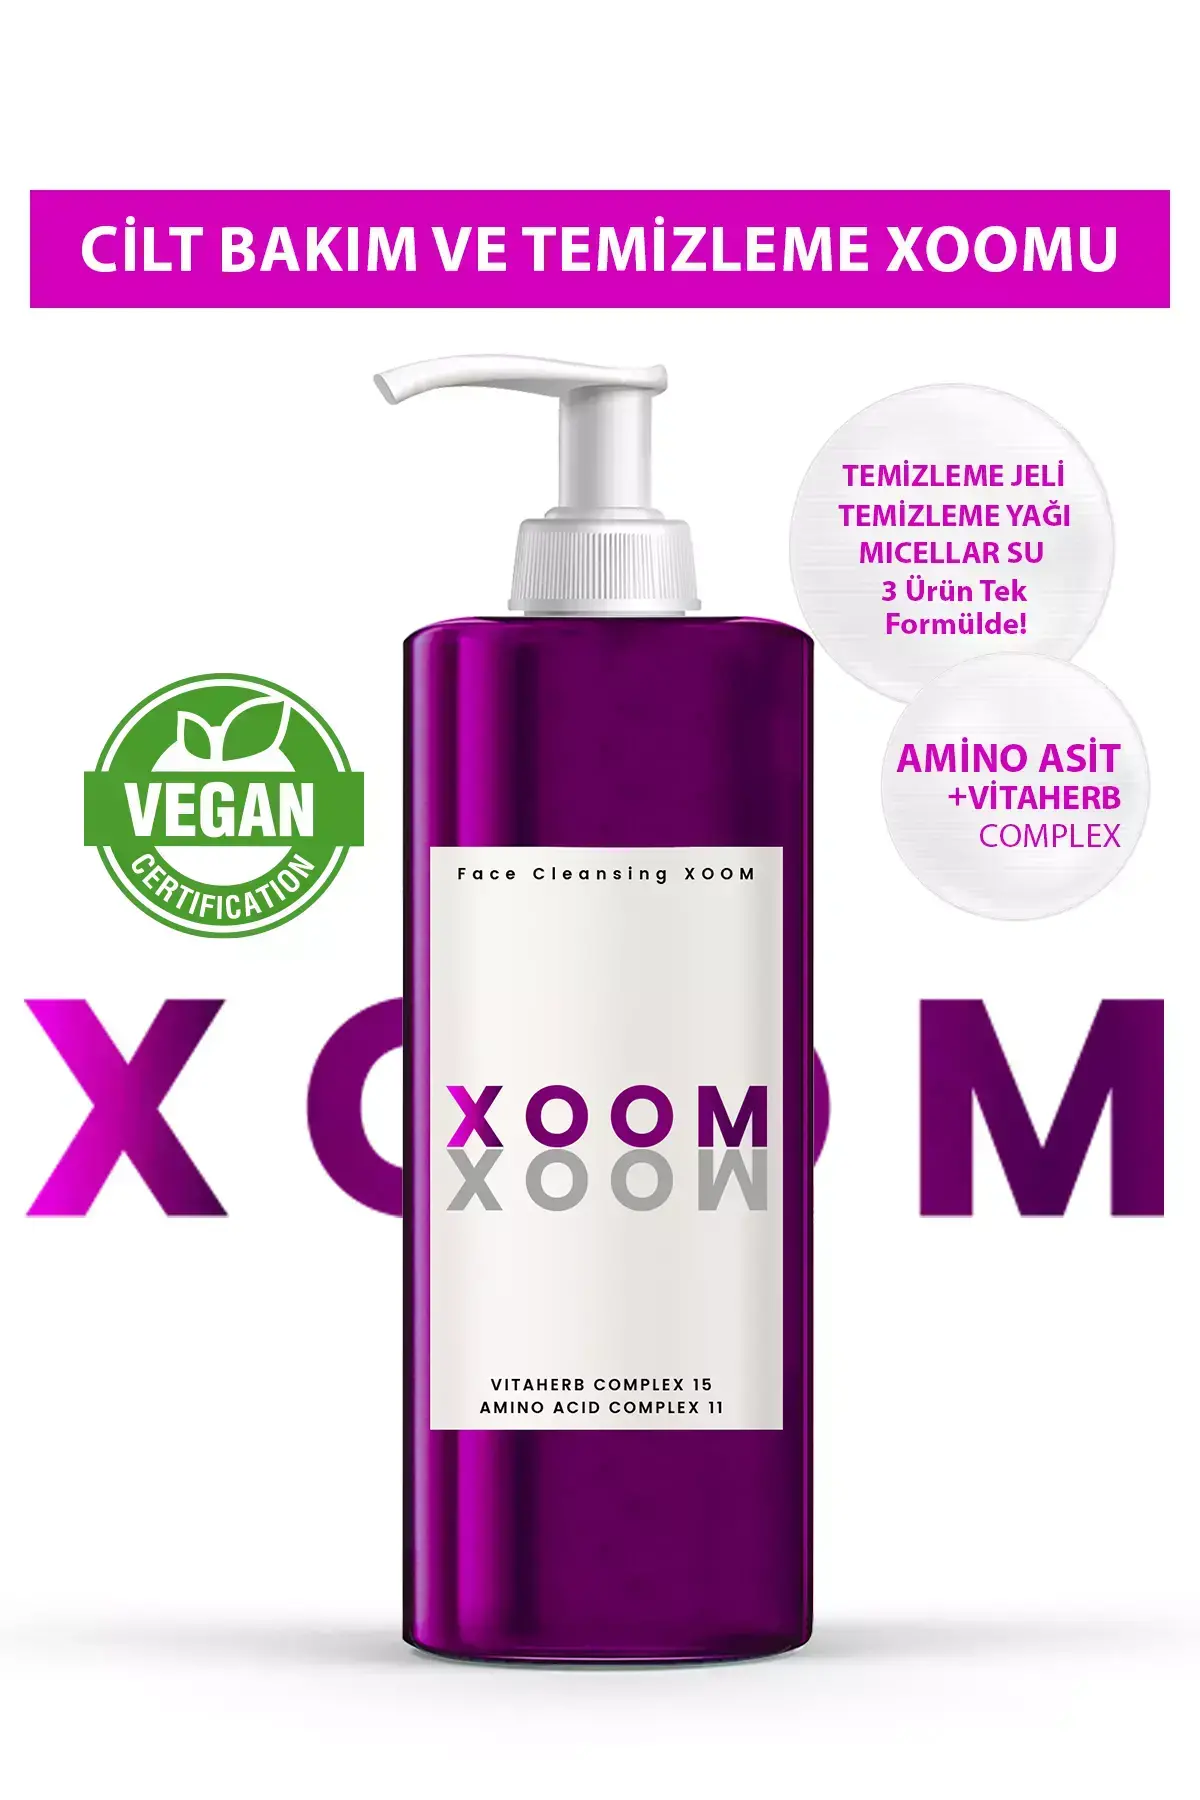 CİLT BAKIM VE TEMİZLEME XOOMU
TEMİZLEME JELİ
TEMİZLEME YAĞI
MICELLAR SU
3 Ürün Tek
Formülde!
AMİNO ASİT
+VİTAHERB
COMPLEX
VEGAN
CERTIFICATION
Face Cleansing XOOM
XOOM
XOOM
XOOM
VITAHERB COMPLEX 15
AMINO ACID COMPLEX 11